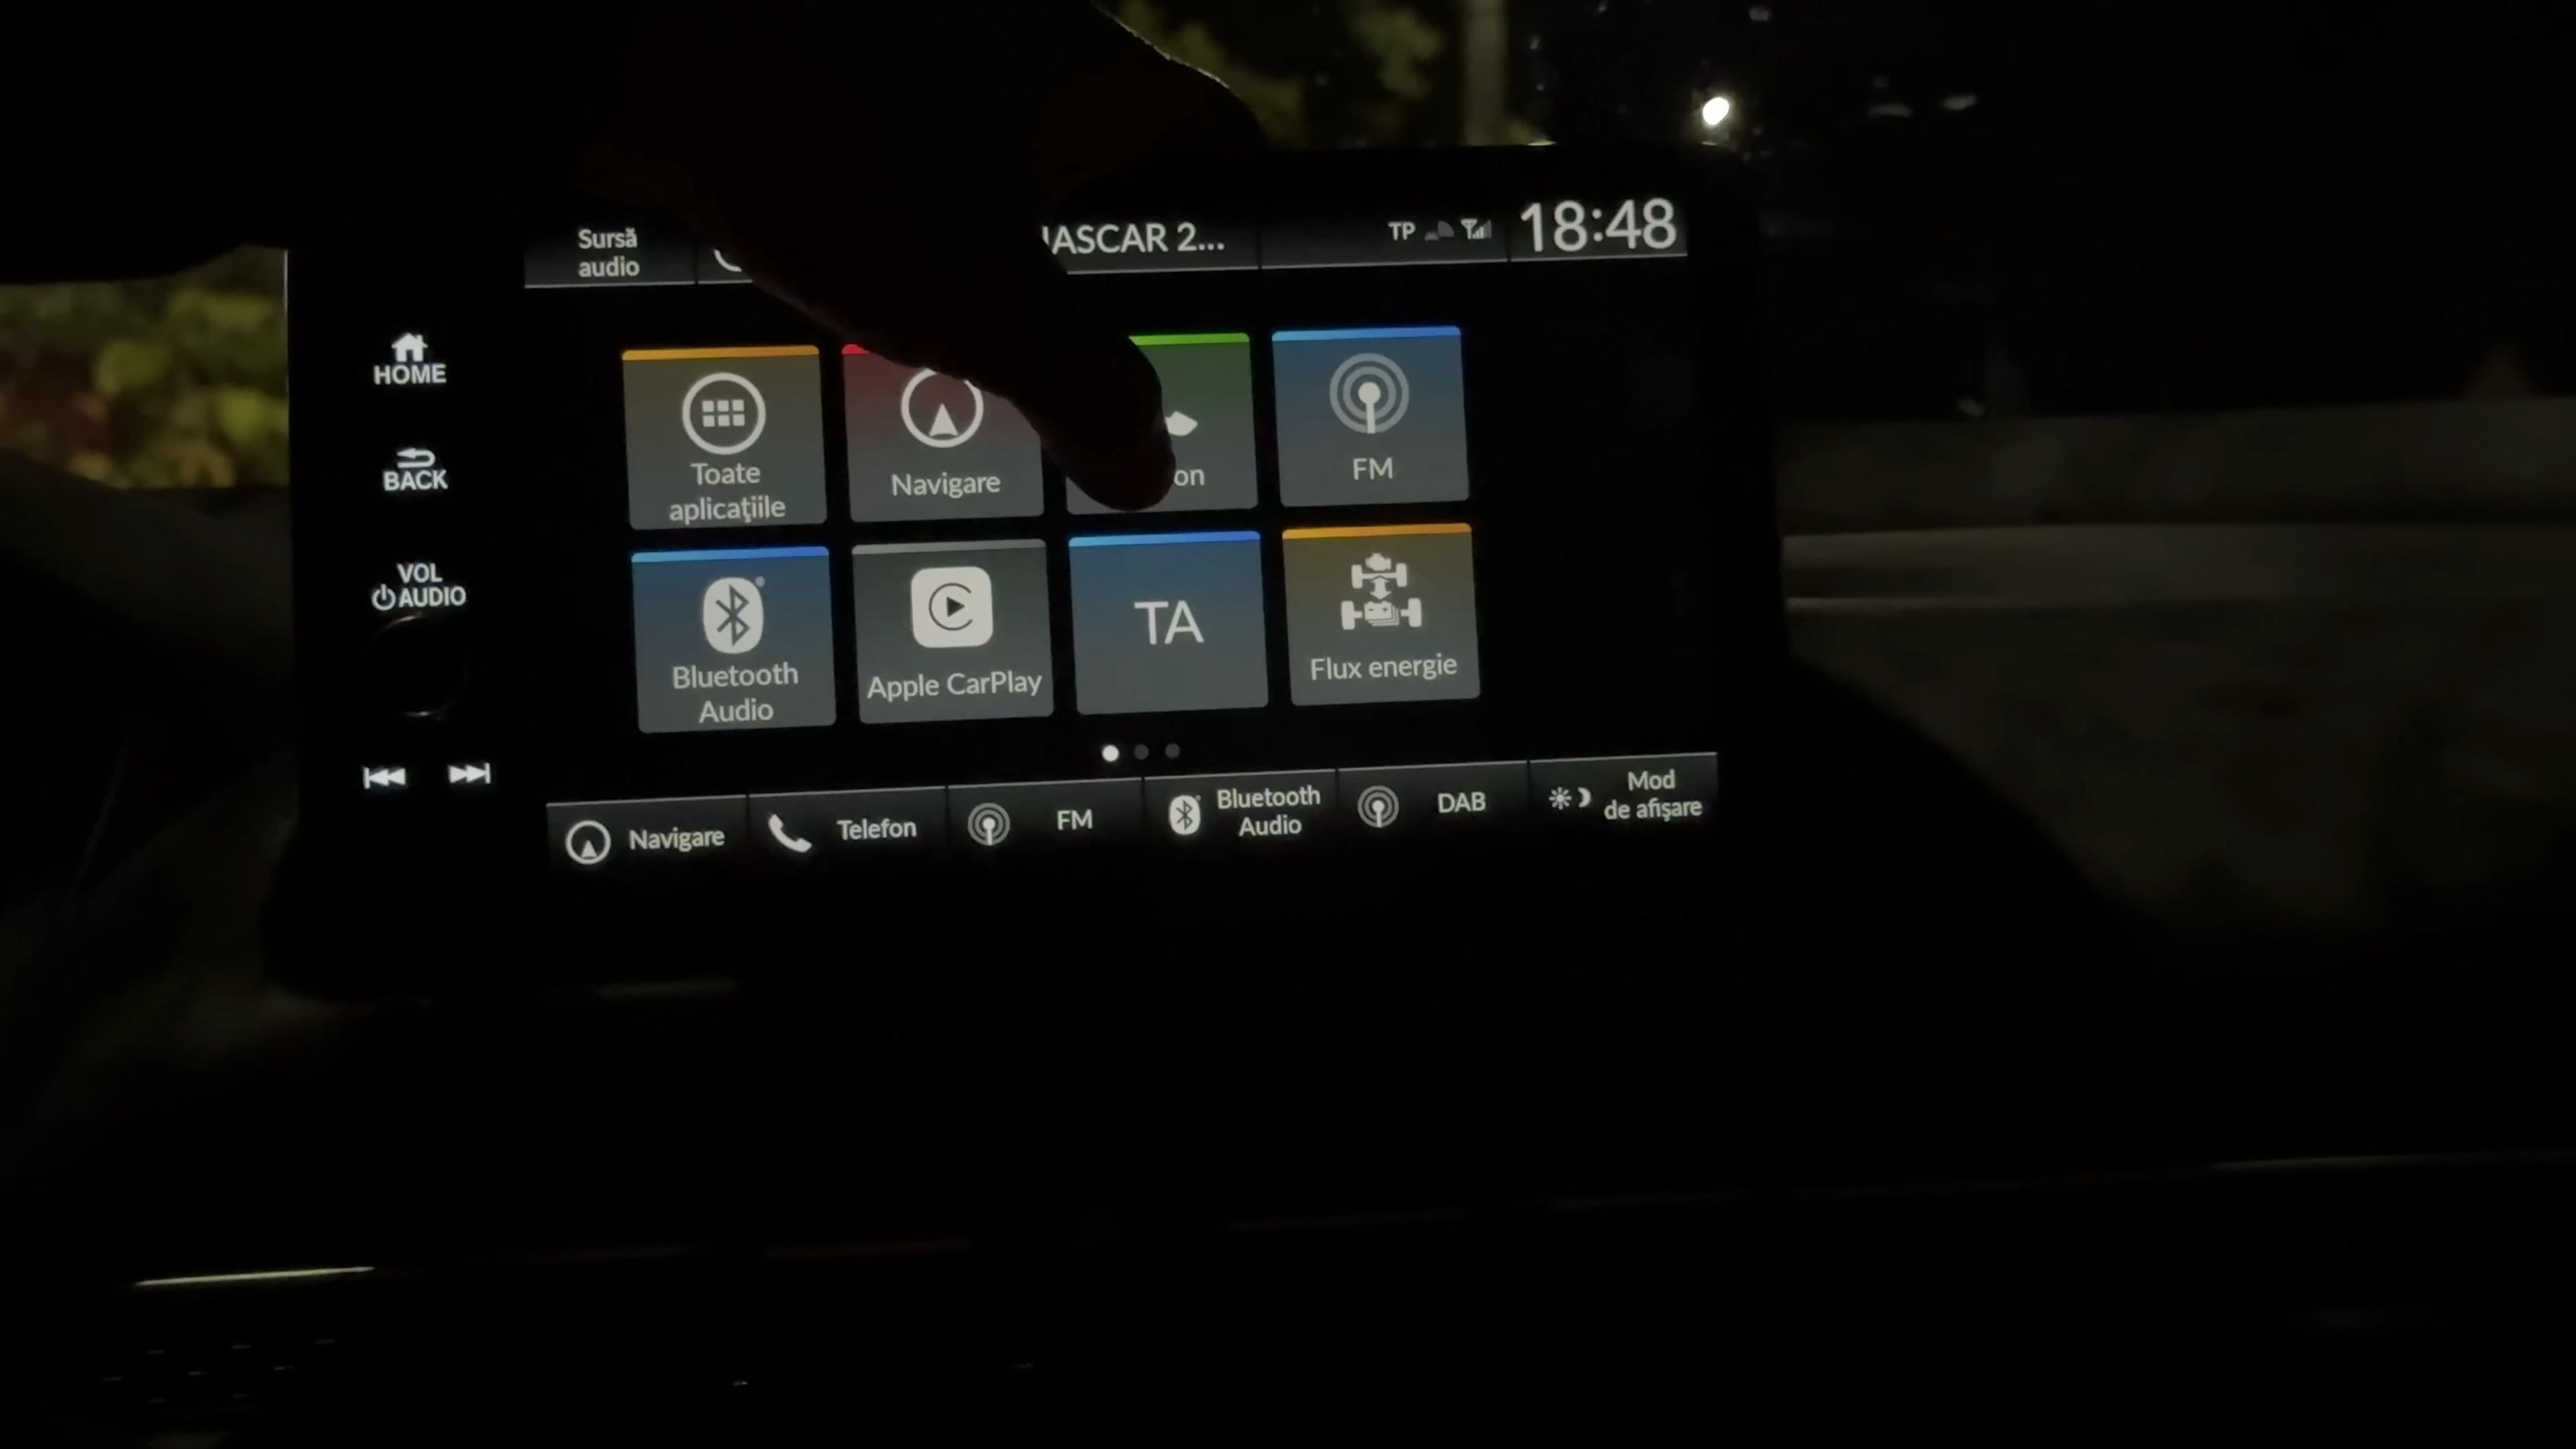 Sursă
audio
ASCAR 2...
TP
18:48
HOME
BACK
VOL
AUDIO
Toate
aplicațiile
Navigare
on
FM
Bluetooth
Audio
Apple CarPlay
TA
Flux energie
Navigare
Telefon
FM
Bluetooth
Audio
DAB
Mod
de afişare